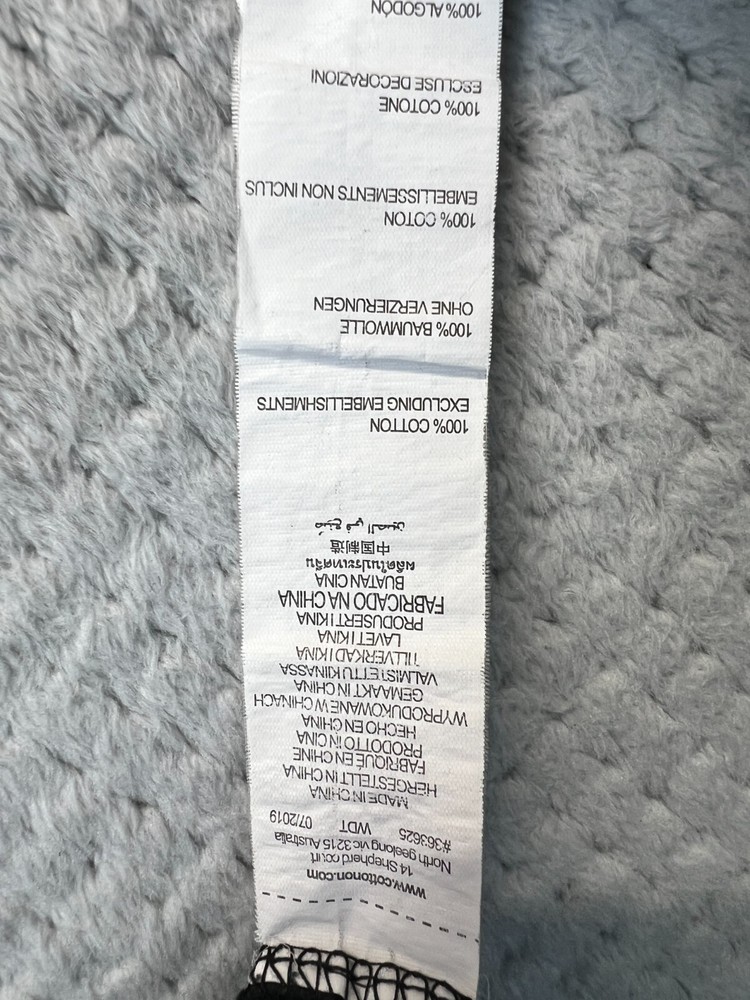 www.cottonon.com
14 Shepherd court
North geelong vic 3215 Australia
#363625 WDT 07/2019
MADE IN CHINA
HERGESTELLT IN CHINA
FABRIQUÉ EN CHINE
PRODOTTO IN CINA
HECHO EN CHINA
WYPRODUKOWANE W CHINACH
GEMAAKT IN CHINA
VALMISTETTU KIINASSA
TILLVERKAD I KINA
LAVET I KINA
PRODUSERT I KINA
FABRICADO NA CHINA
BUATAN CINA
ผลิตในประเทศจีน
中国制造
صنع في الصين
100% COTTON
EXCLUDING EMBELLISHMENTS
100% BAUMWOLLE
OHNE VERZIERUNGEN
100% COTON
EMBELLISSEMENTS NON INCLUS
100% COTONE
ESCLUSE DECORAZIONI
100% ALGODÓN